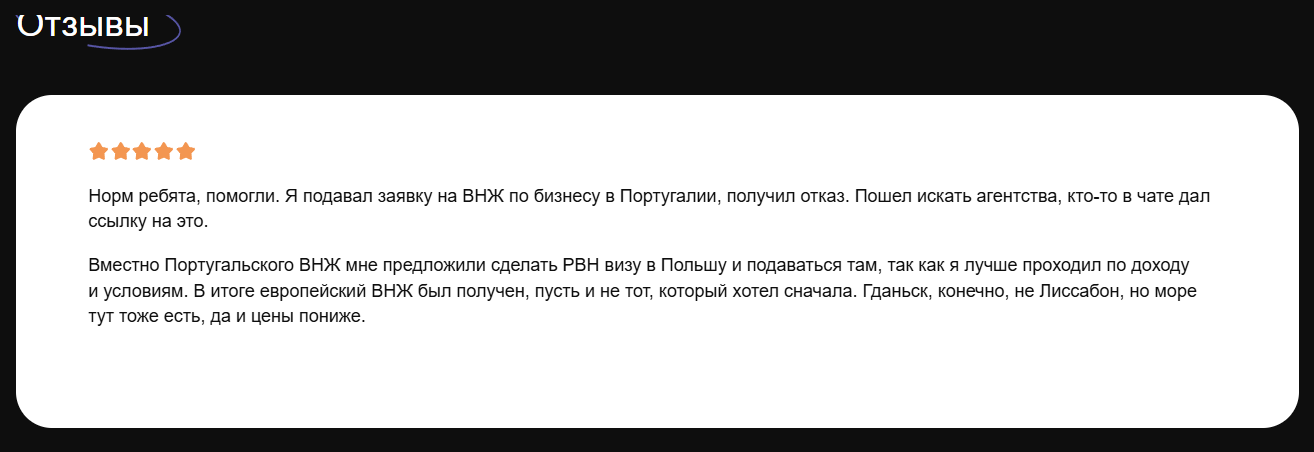 Отзывы
Норм ребята, помогли. Я подавал заявку на ВНЖ по бизнесу в Португалии, получил отказ. Пошел искать агентства, кто-то в чате дал
ссылку на это.
Вместно Португальского ВНЖ мне предложили сделать РВН визу в Польшу и подаваться там, так как я лучше проходил по доходу
и условиям. В итоге европейский ВНЖ был получен, пусть и не тот, который хотел сначала. Гданьск, конечно, не Лиссабон, но море
тут тоже есть, да и цены пониже.